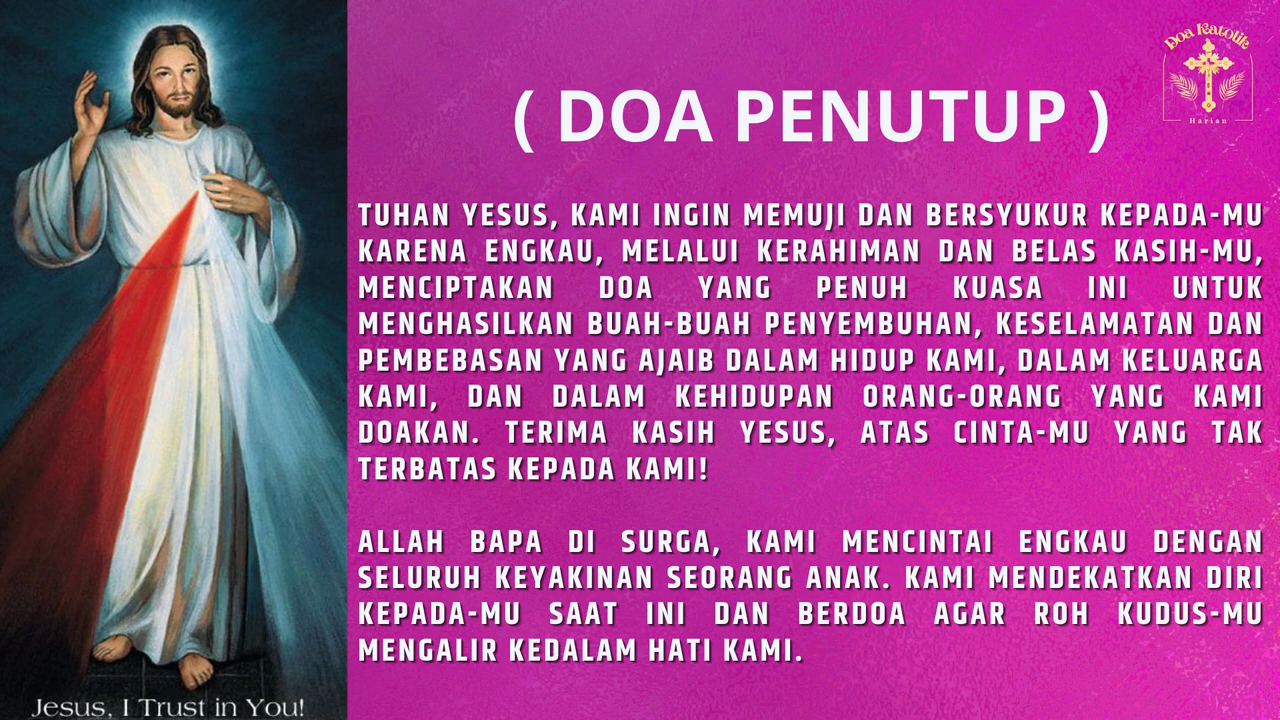 Doa Katolik
Harian
( DOA PENUTUP )
TUHAN YESUS, KAMI INGIN MEMUJI DAN BERSYUKUR KEPADA-MU
KARENA ENGKAU, MELALUI KERAHIMAN DAN BELAS KASIH-MU,
MENCIPTAKAN DOA YANG PENUH KUASA INI UNTUK
MENGHASILKAN BUAH-BUAH PENYEMBUHAN, KESELAMATAN DAN
PEMBEBASAN YANG AJAIB DALAM HIDUP KAMI, DALAM KELUARGA
KAMI, DAN DALAM KEHIDUPAN ORANG-ORANG YANG KAMI
DOAKAN. TERIMA KASIH YESUS, ATAS CINTA-MU YANG TAK
TERBATAS KEPADA KAMI!
ALLAH BAPA DI SURGA, KAMI MENCINTAI ENGKAU DENGAN
SELURUH KEYAKINAN SEORANG ANAK. KAMI MENDEKATKAN DIRI
KEPADA-MU SAAT INI DAN BERDOA AGAR ROH KUDUS-MU
MENGALIR KEDALAM HATI KAMI.
Jesus, I Trust in You!